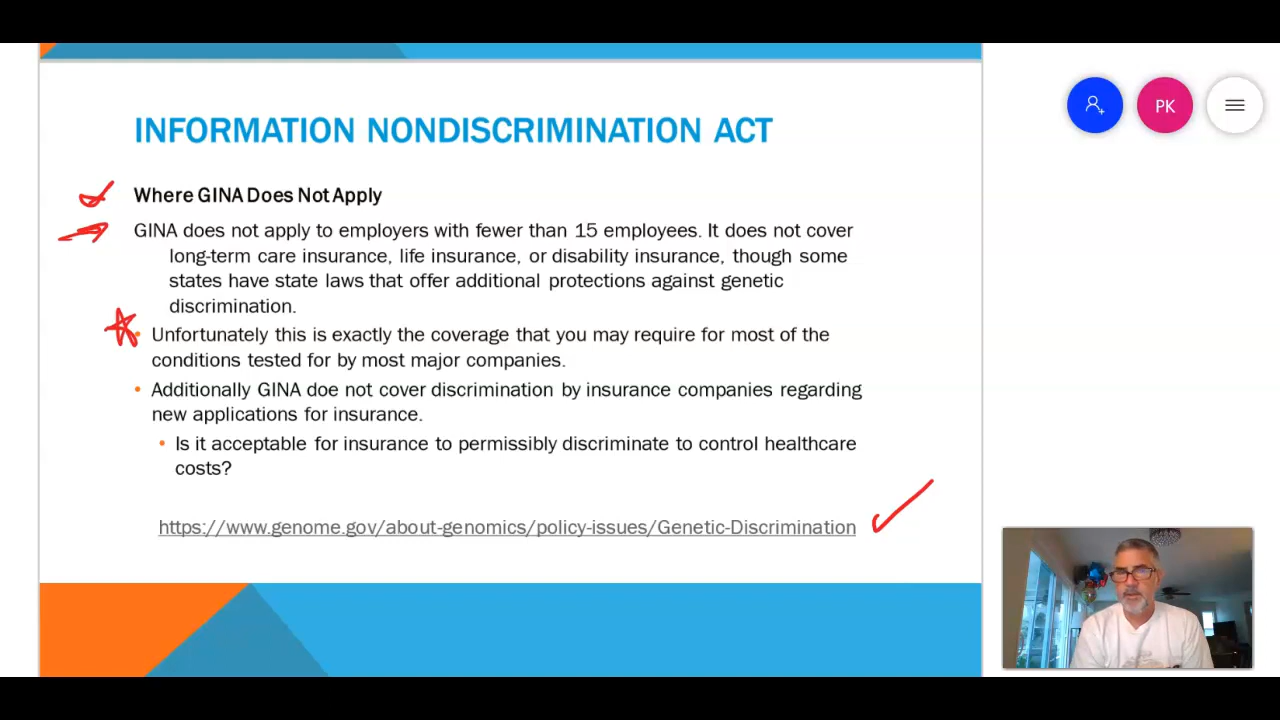 INFORMATION NONDISCRIMINATION ACT
PK
Where GINA Does Not Apply
GINA does not apply to employers with fewer than 15 employees. It does not cover
long-term care insurance, life insurance, or disability insurance, though some
states have state laws that offer additional protections against genetic
discrimination.
• Unfortunately this is exactly the coverage that you may require for most of the
conditions tested for by most major companies.
• Additionally GINA doe not cover discrimination by insurance companies regarding
new applications for insurance.
• Is it acceptable for insurance to permissibly discriminate to control healthcare
costs?
https://www.genome.gov/about-genomics/policy-issues/Genetic-Discrimination